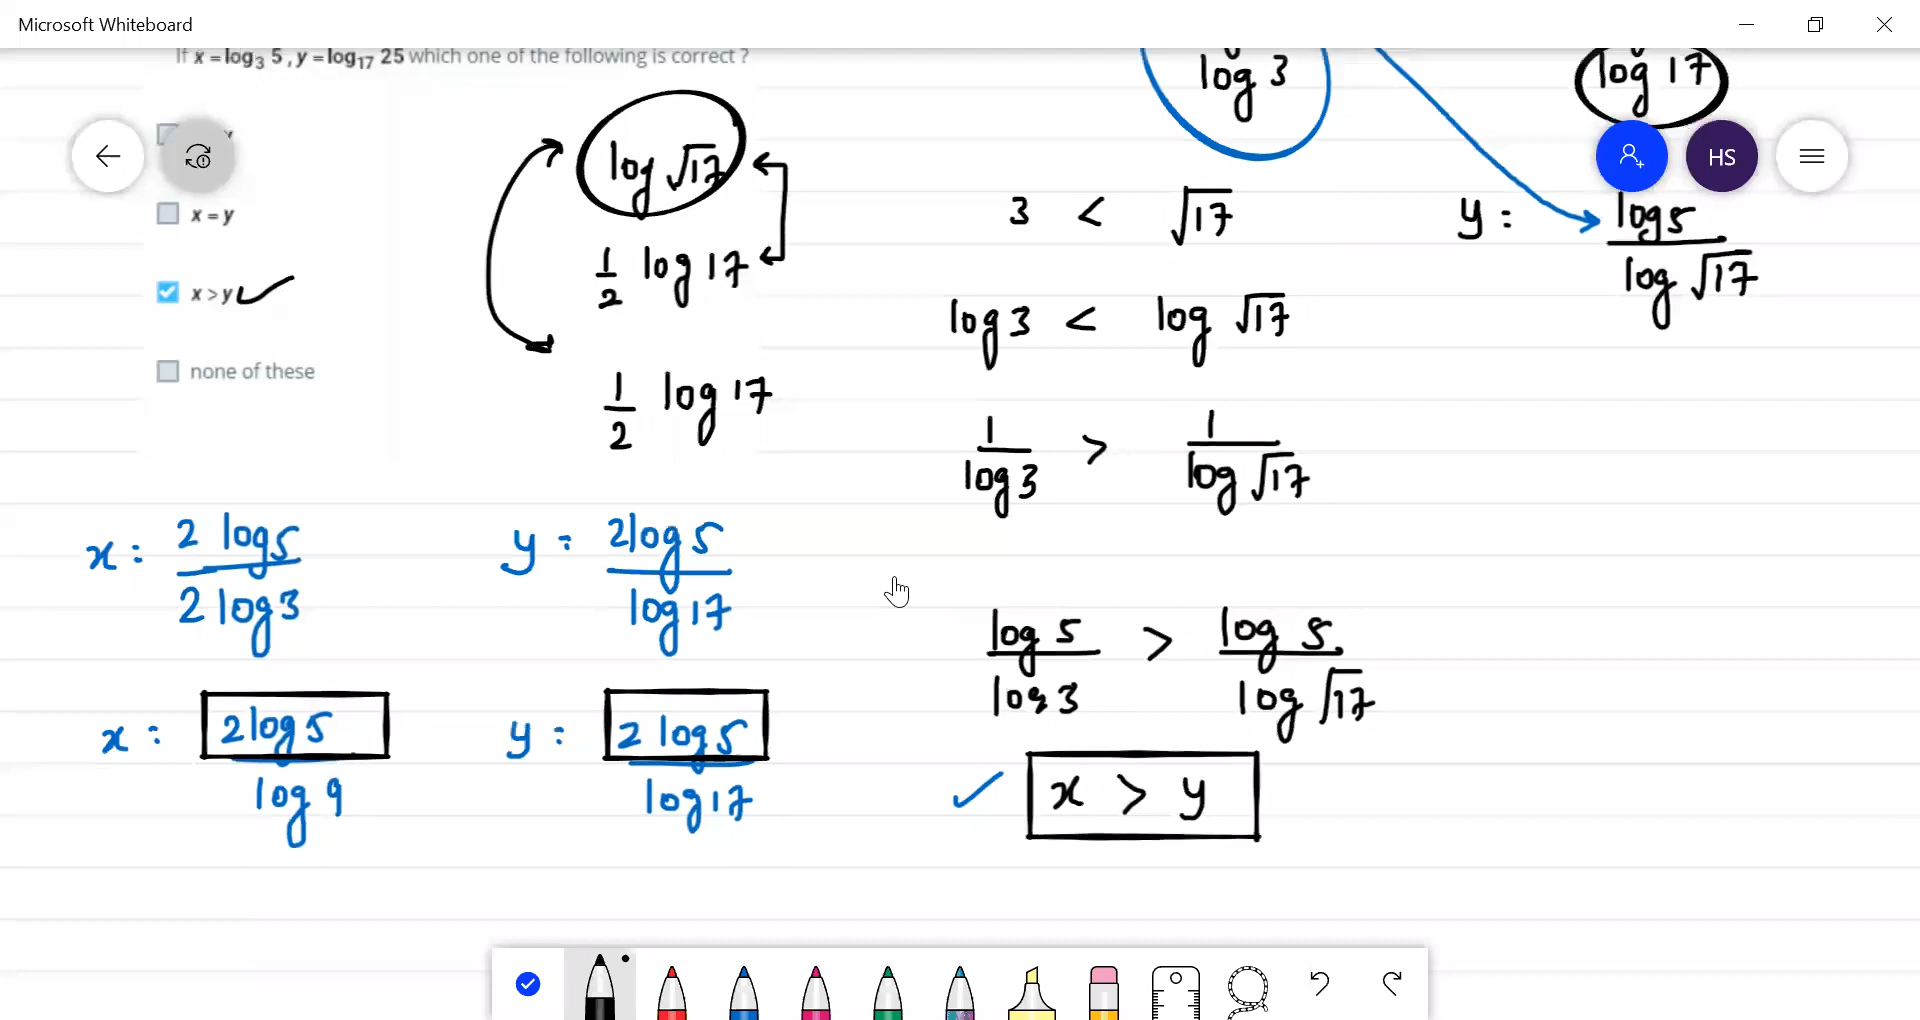 Microsoft Whiteboard
If x = log₃ 5 , y = log₁₇ 25 which one of the following is correct ?
x = y
x > y ✓
none of these
log √17
1/2 log 17
1/2 log 17
log 3
log 17
HS
3 < √17
y = log 5 / log √17
log 3 < log √17
1 / log 3 > 1 / log √17
x = 2 log 5 / 2 log 3
y = 2 log 5 / log 17
log 5 / log 3 > log 5 / log √17
x = 2 log 5 / log 9
y = 2 log 5 / log 17
✓ x > y